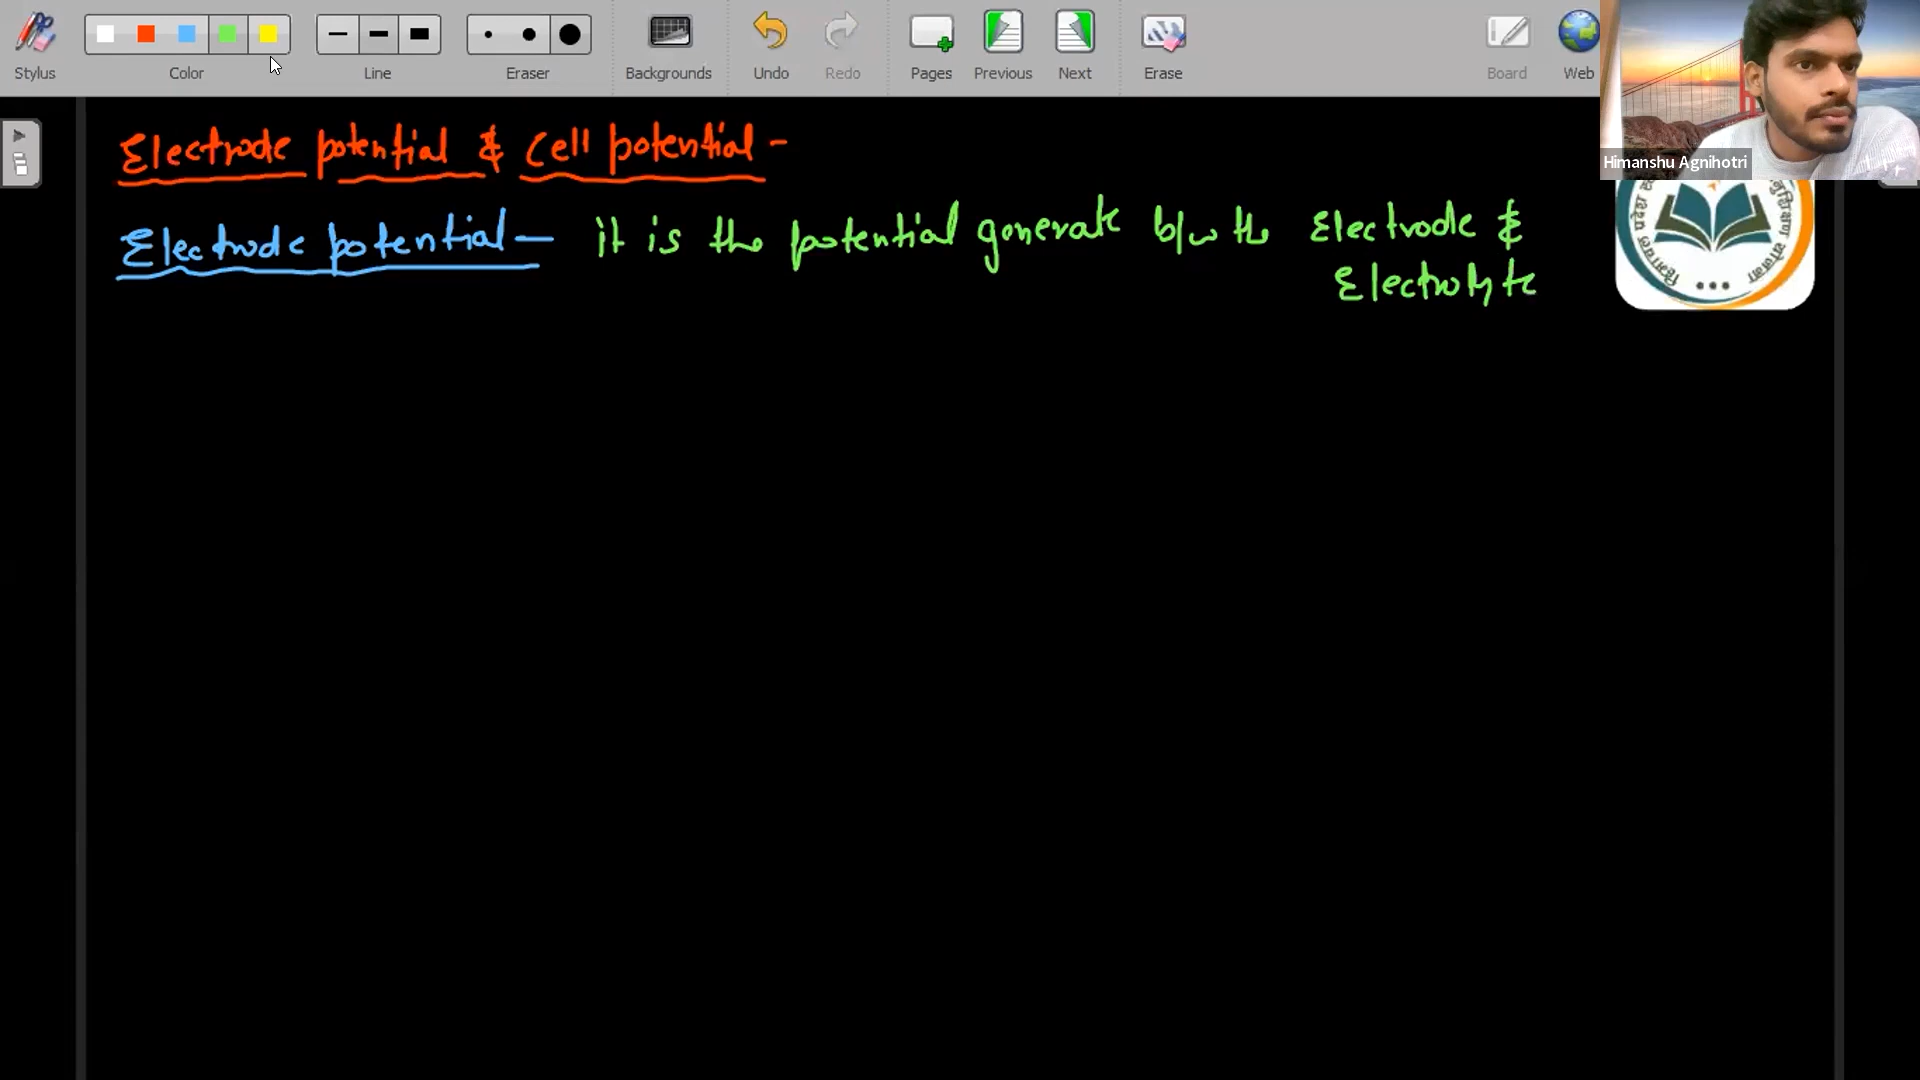 Stylus Color Line Eraser Backgrounds Undo Redo Pages Previous Next Erase Board Web
Himanshu Agnihotri
Electrode potential & Cell potential -
Electrode potential — it is the potential generate b/w the Electrode &
Electrolyte